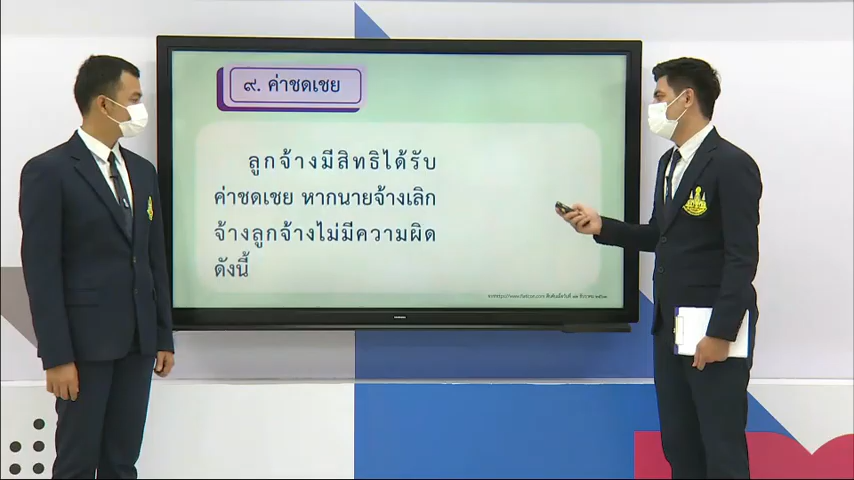 ๙. ค่าชดเชย
ลูกจ้างมีสิทธิได้รับ
ค่าชดเชย หากนายจ้างเลิก
จ้างลูกจ้างไม่มีความผิด
ดังนี้